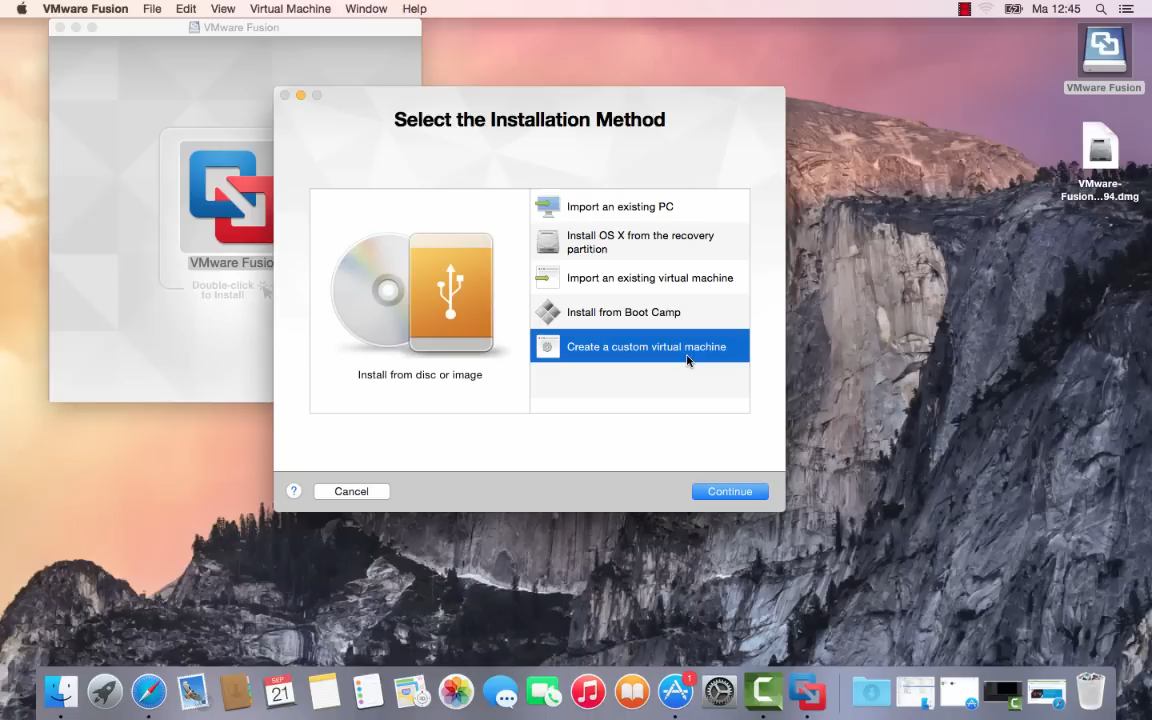 VMware Fusion File Edit View Virtual Machine Window Help Ma 12:45
VMware Fusion
VMware Fusion
VMware-
Fusion...94.dmg
Select the Installation Method
Import an existing PC
Install OS X from the recovery
partition
Import an existing virtual machine
Install from Boot Camp
Create a custom virtual machine
Install from disc or image
VMware Fusio
Double-click
to Install
? Cancel Continue
SEP
21
1